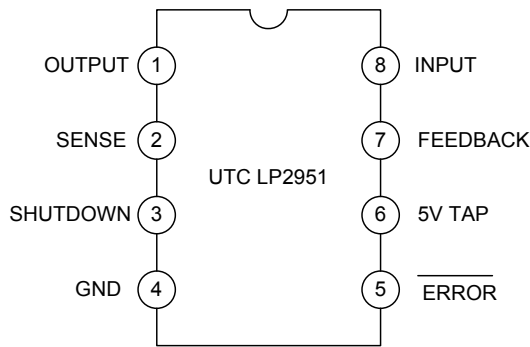 OUTPUT 1 8 INPUT
SENSE 2 7 FEEDBACK
UTC LP2951
SHUTDOWN 3 6 5V TAP
GND 4 5 ERROR